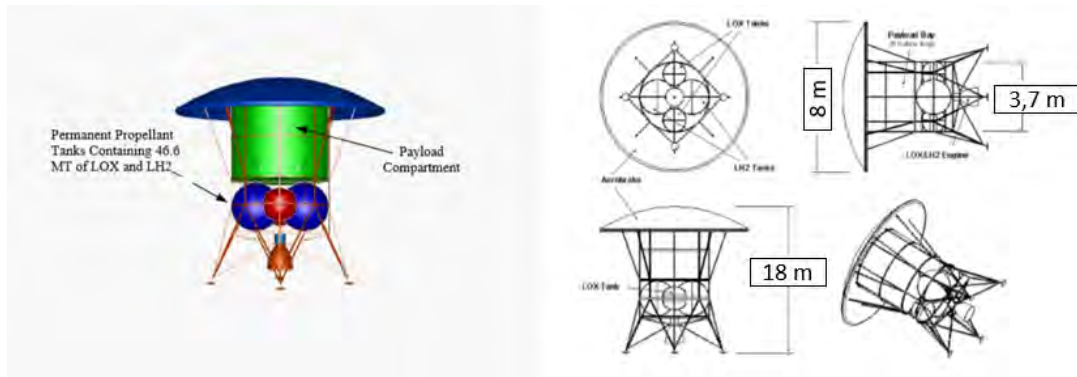 Permanent Propellant
Tanks Containing 46.6
MT of LOX and LH2
Payload
Compartment
LOX Tanks
LH2 Tanks
Aerobrake
Payload Bay
LOX/LH2 Engine
8 m
3,7 m
LOX Tank
18 m